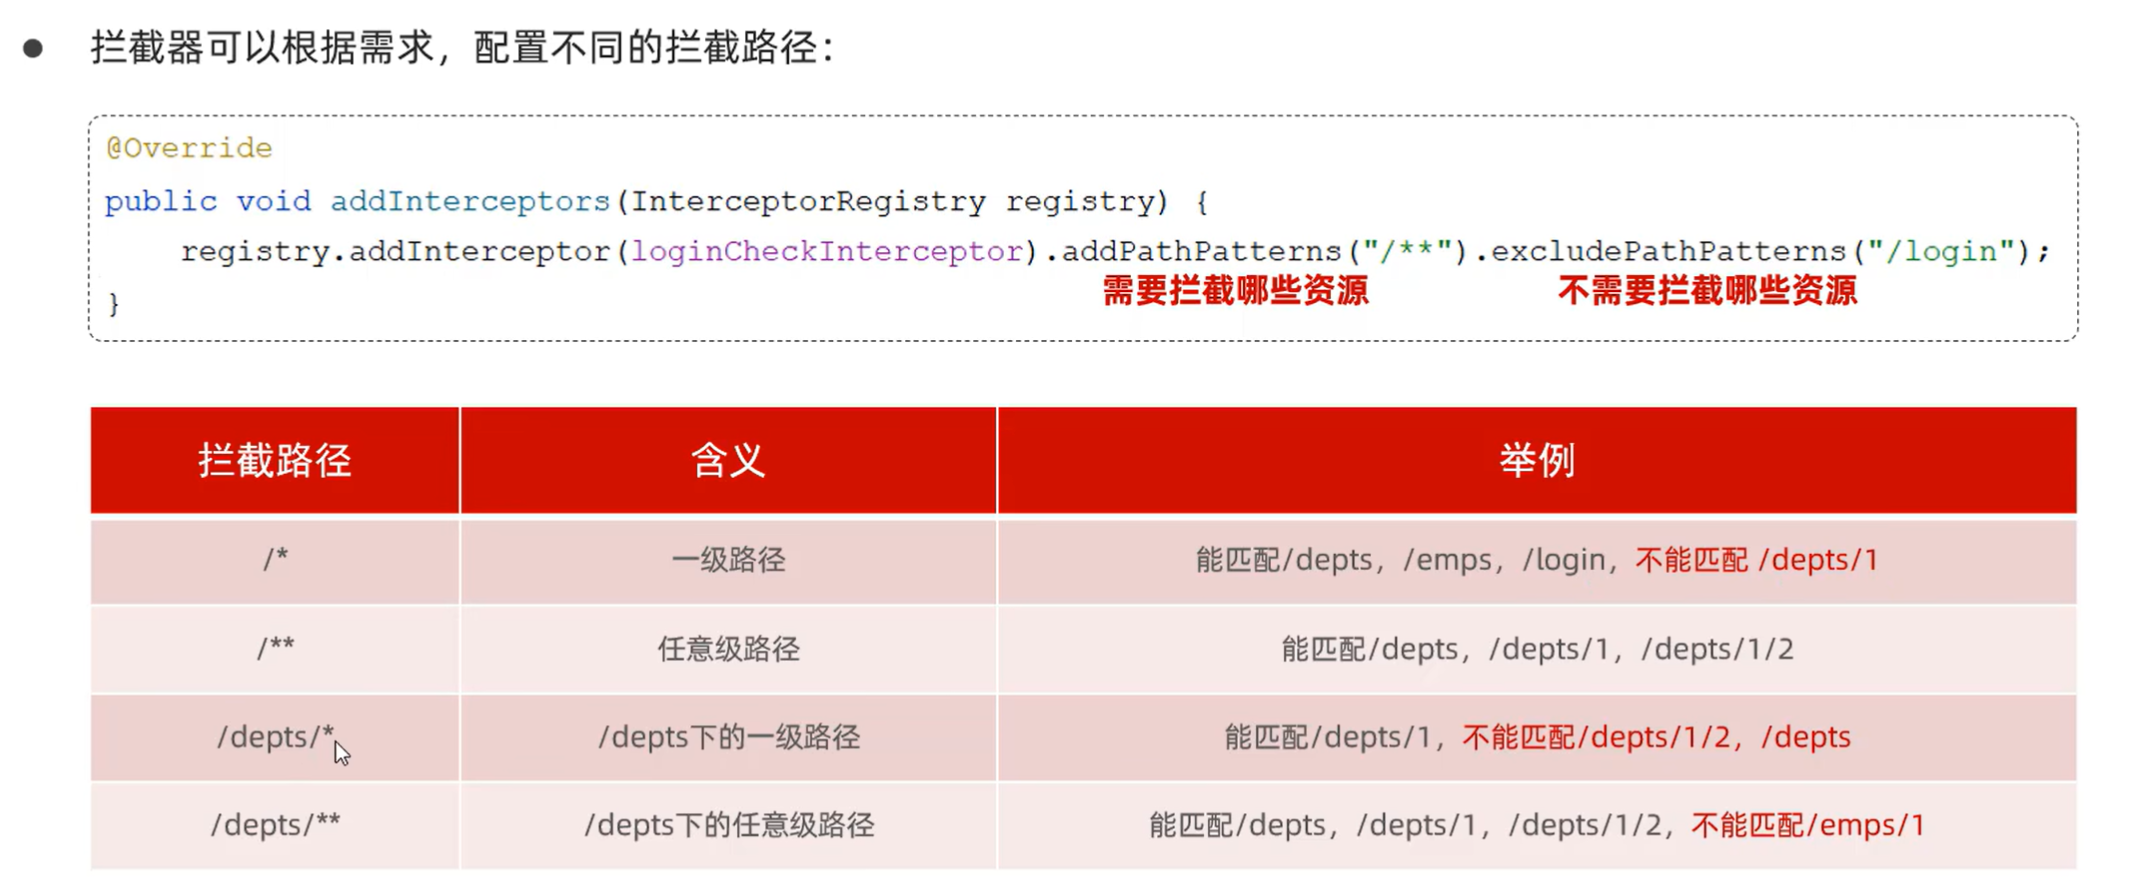 拦截器可以根据需求，配置不同的拦截路径：
@Override
public void addInterceptors(InterceptorRegistry registry) {
registry.addInterceptor(loginCheckInterceptor).addPathPatterns("/**").excludePathPatterns("/login");
需要拦截哪些资源 不需要拦截哪些资源
}
拦截路径 含义 举例
/* 一级路径 能匹配/depts，/emps，/login，不能匹配 /depts/1
/** 任意级路径 能匹配/depts，/depts/1，/depts/1/2
/depts/* /depts下的一级路径 能匹配/depts/1，不能匹配/depts/1/2，/depts
/depts/** /depts下的任意级路径 能匹配/depts，/depts/1，/depts/1/2，不能匹配/emps/1